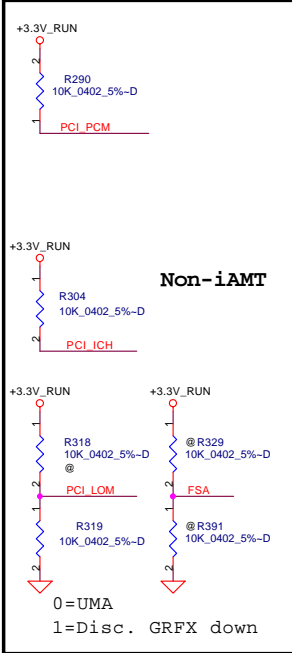 +3.3V_RUN
2
R290
10K_0402_5%~D
1
PCI_PCM
+3.3V_RUN
1
Non-iAMT
R304
10K_0402_5%~D
2
PCI_ICH
+3.3V_RUN +3.3V_RUN
1 1
R318 @R329
10K_0402_5%~D 10K_0402_5%~D
@
2 2
PCI_LOM FSA
1 1
R319 @R391
10K_0402_5%~D 10K_0402_5%~D
2 2
0=UMA
1=Disc. GRFX down